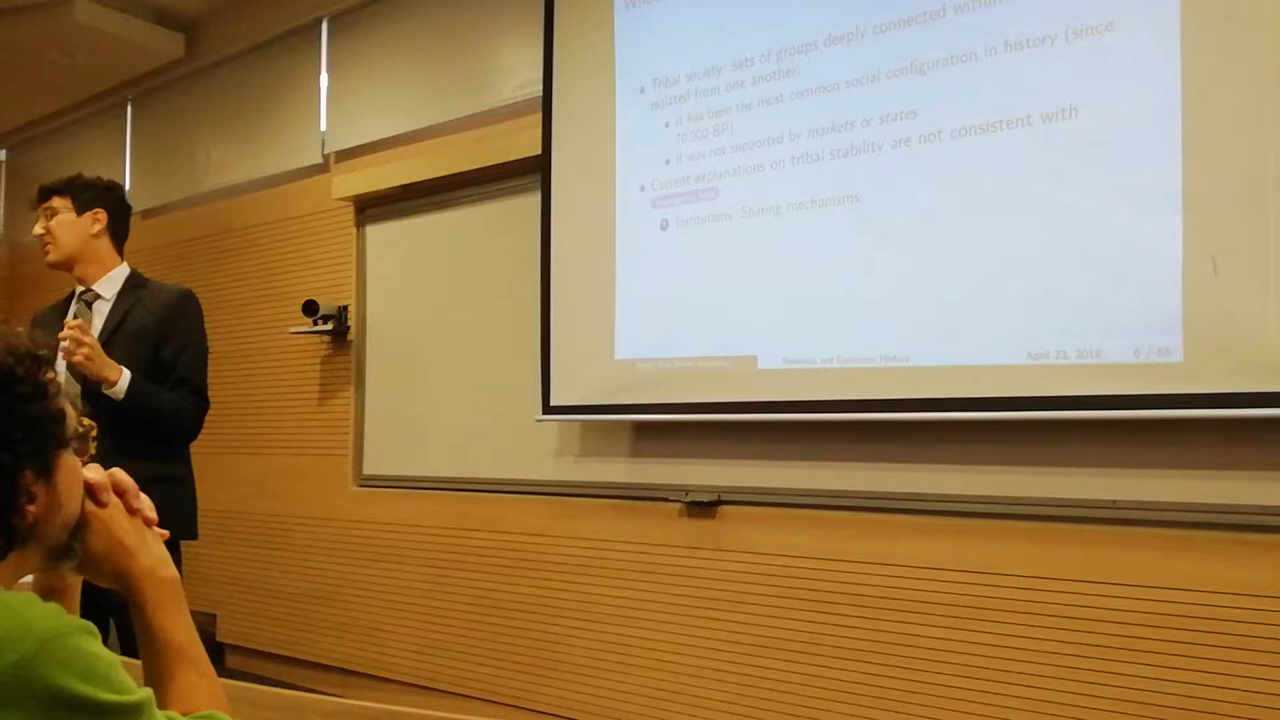 Tribal society: sets of groups deeply connected within
isolated from one another.
It has been the most common social configuration in history (since
70,000 BP)
It was not supported by markets or states
Current explanations on tribal stability are not consistent with
Institutions: Sharing mechanisms
Networks and Economic History April 23, 2018 6 / 65